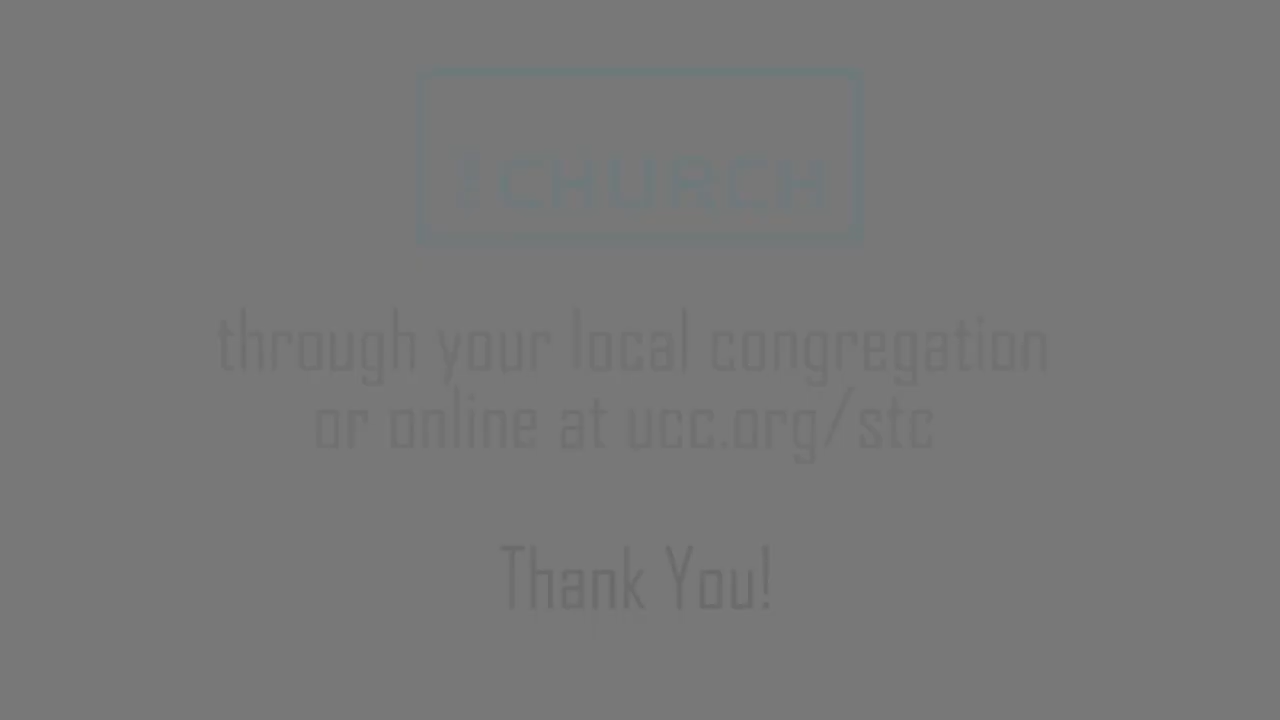 CHURCH
through your local congregation
or online at ucc.org/stc
Thank You!